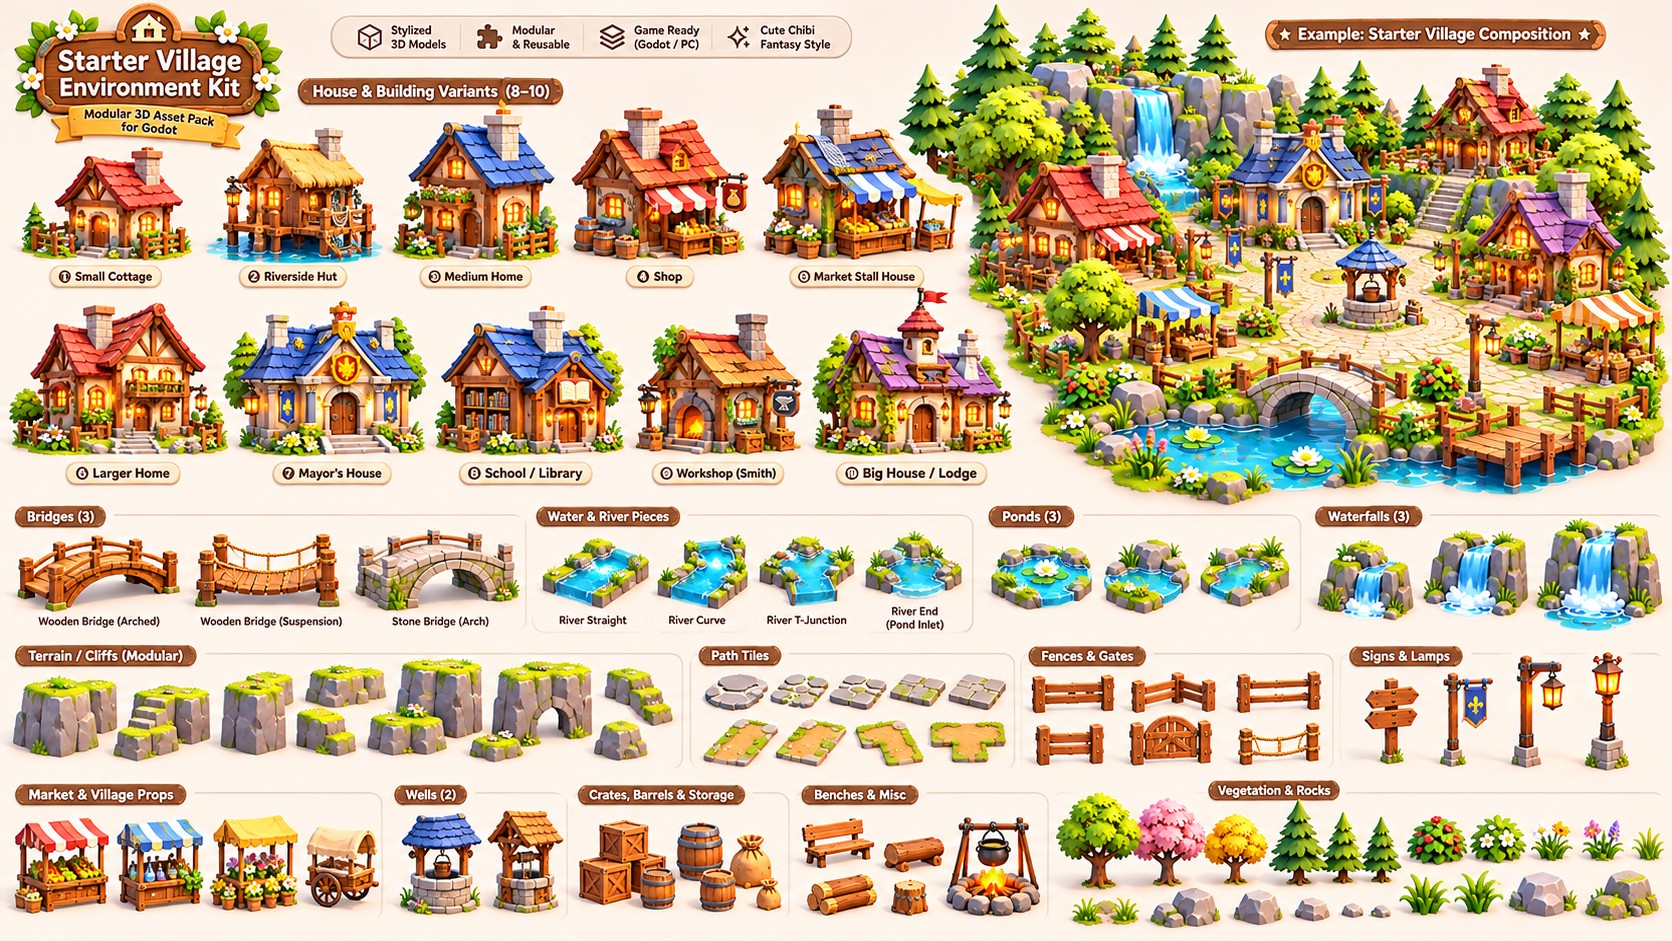 Starter Village
Environment Kit
Modular 3D Asset Pack
for Godot
Stylized
3D Models
Modular
& Reusable
Game Ready
(Godot / PC)
Cute Chibi
Fantasy Style
House & Building Variants (8–10)
★ Example: Starter Village Composition ★
1 Small Cottage
2 Riverside Hut
3 Medium Home
4 Shop
5 Market Stall House
6 Larger Home
7 Mayor's House
8 School / Library
9 Workshop (Smith)
Big House / Lodge
Bridges (3)
Wooden Bridge (Arched)
Wooden Bridge (Suspension)
Stone Bridge (Arch)
Water & River Pieces
River Straight
River Curve
River T-Junction
River End
(Pond Inlet)
Ponds (3)
Waterfalls (3)
Terrain / Cliffs (Modular)
Path Tiles
Fences & Gates
Signs & Lamps
Market & Village Props
Wells (2)
Crates, Barrels & Storage
Benches & Misc
Vegetation & Rocks